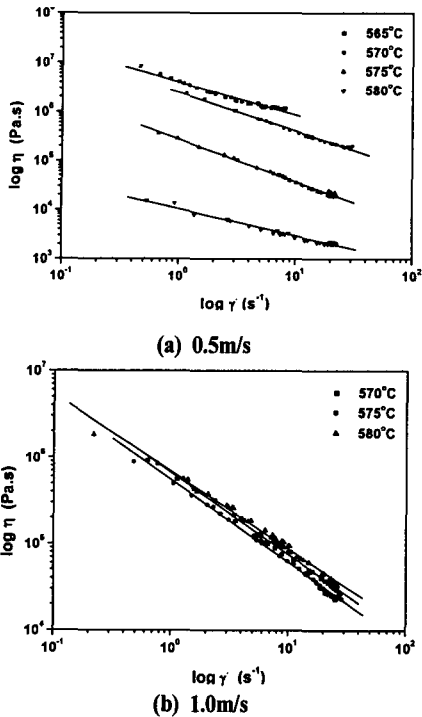 565°C
570°C
575°C
580°C
10⁷
10⁶
10⁵
10⁴
10³
log η (Pa.s)
10⁻¹ 10⁰ 10¹ 10²
log γ̇ (s⁻¹)
(a) 0.5m/s
570°C
575°C
580°C
10⁷
10⁶
10⁵
10⁴
log η (Pa.s)
10⁻¹ 10⁰ 10¹ 10²
log γ̇ (s⁻¹)
(b) 1.0m/s